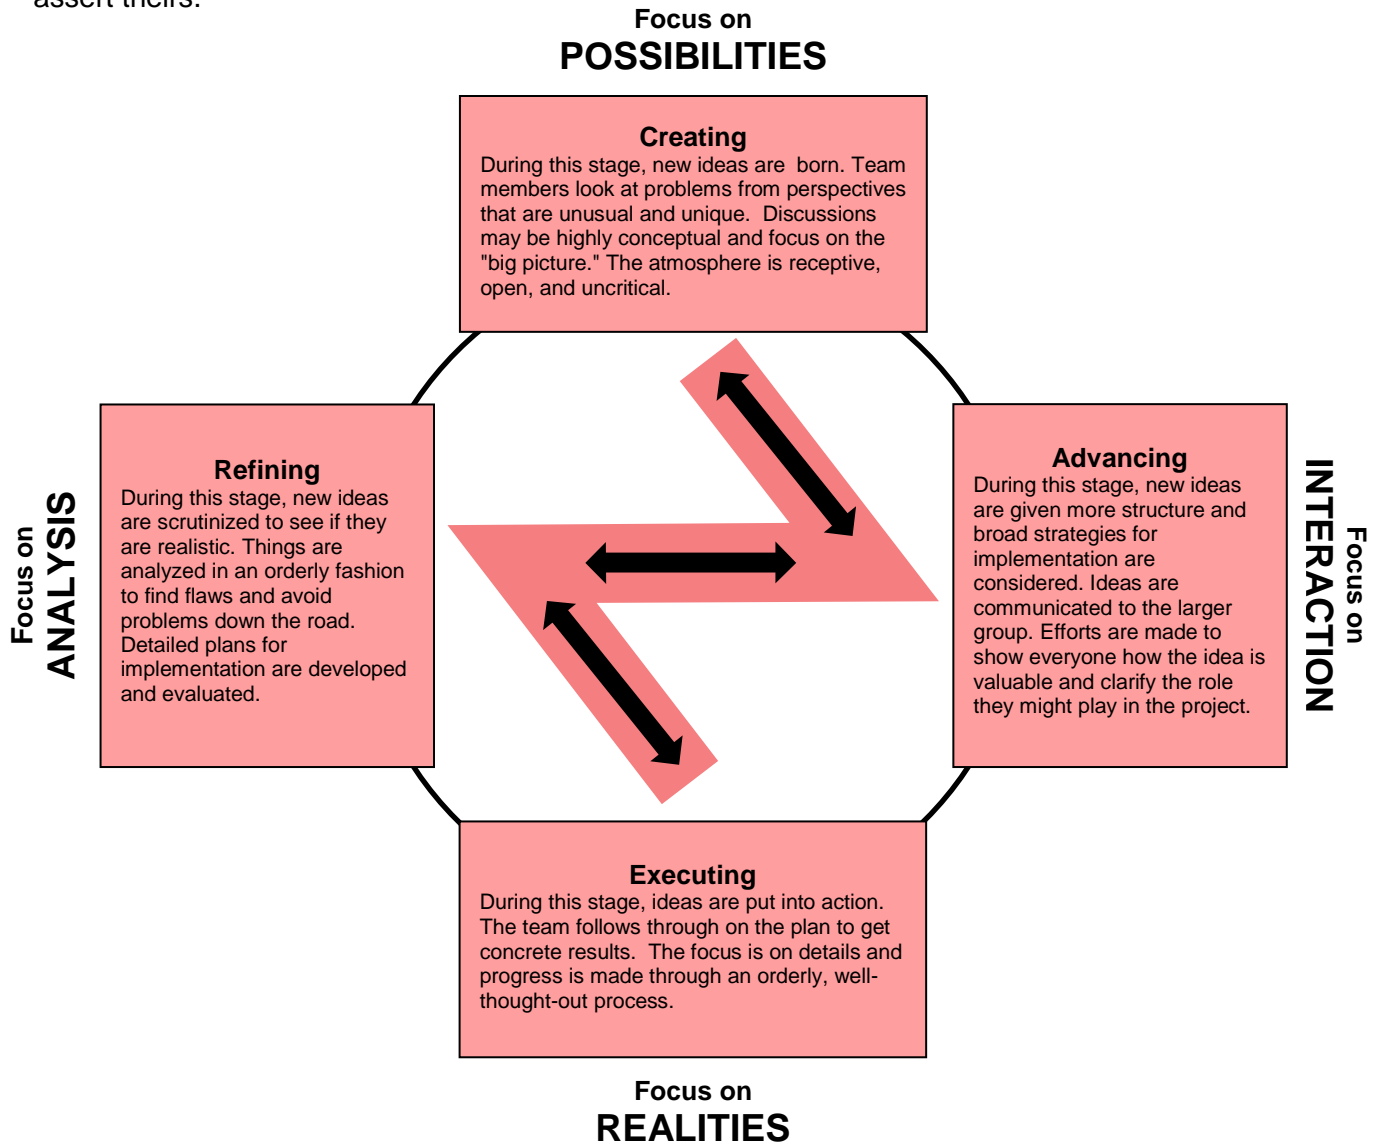 assert theirs.
Focus on
POSSIBILITIES
Creating
During this stage, new ideas are  born. Team
members look at problems from perspectives
that are unusual and unique.  Discussions
may be highly conceptual and focus on the
"big picture." The atmosphere is receptive,
open, and uncritical.
Focus on
ANALYSIS
Refining
During this stage, new ideas
are scrutinized to see if they
are realistic. Things are
analyzed in an orderly fashion
to find flaws and avoid
problems down the road.
Detailed plans for
implementation are developed
and evaluated.
Advancing
During this stage, new ideas
are given more structure and
broad strategies for
implementation are
considered. Ideas are
communicated to the larger
group. Efforts are made to
show everyone how the idea is
valuable and clarify the role
they might play in the project.
Focus on
INTERACTION
Executing
During this stage, ideas are put into action.
The team follows through on the plan to get
concrete results.  The focus is on details and
progress is made through an orderly, well-
thought-out process.
Focus on
REALITIES